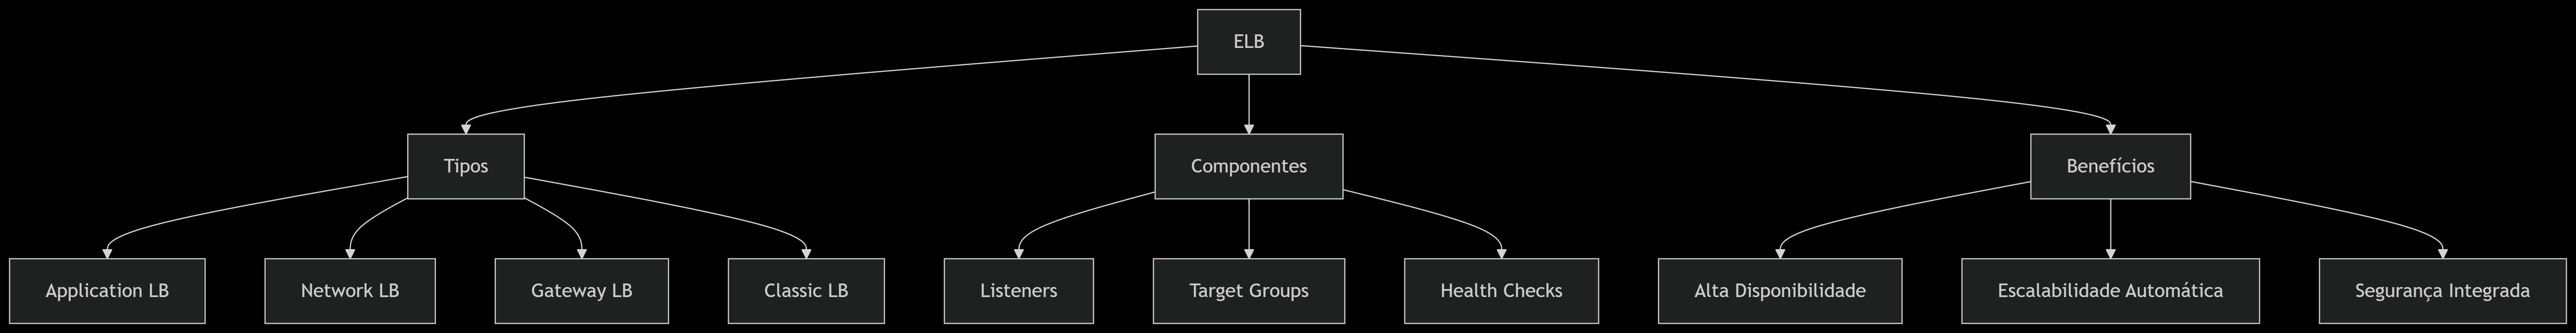 ELB
Tipos
Componentes
Benefícios
Application LB
Network LB
Gateway LB
Classic LB
Listeners
Target Groups
Health Checks
Alta Disponibilidade
Escalabilidade Automática
Segurança Integrada